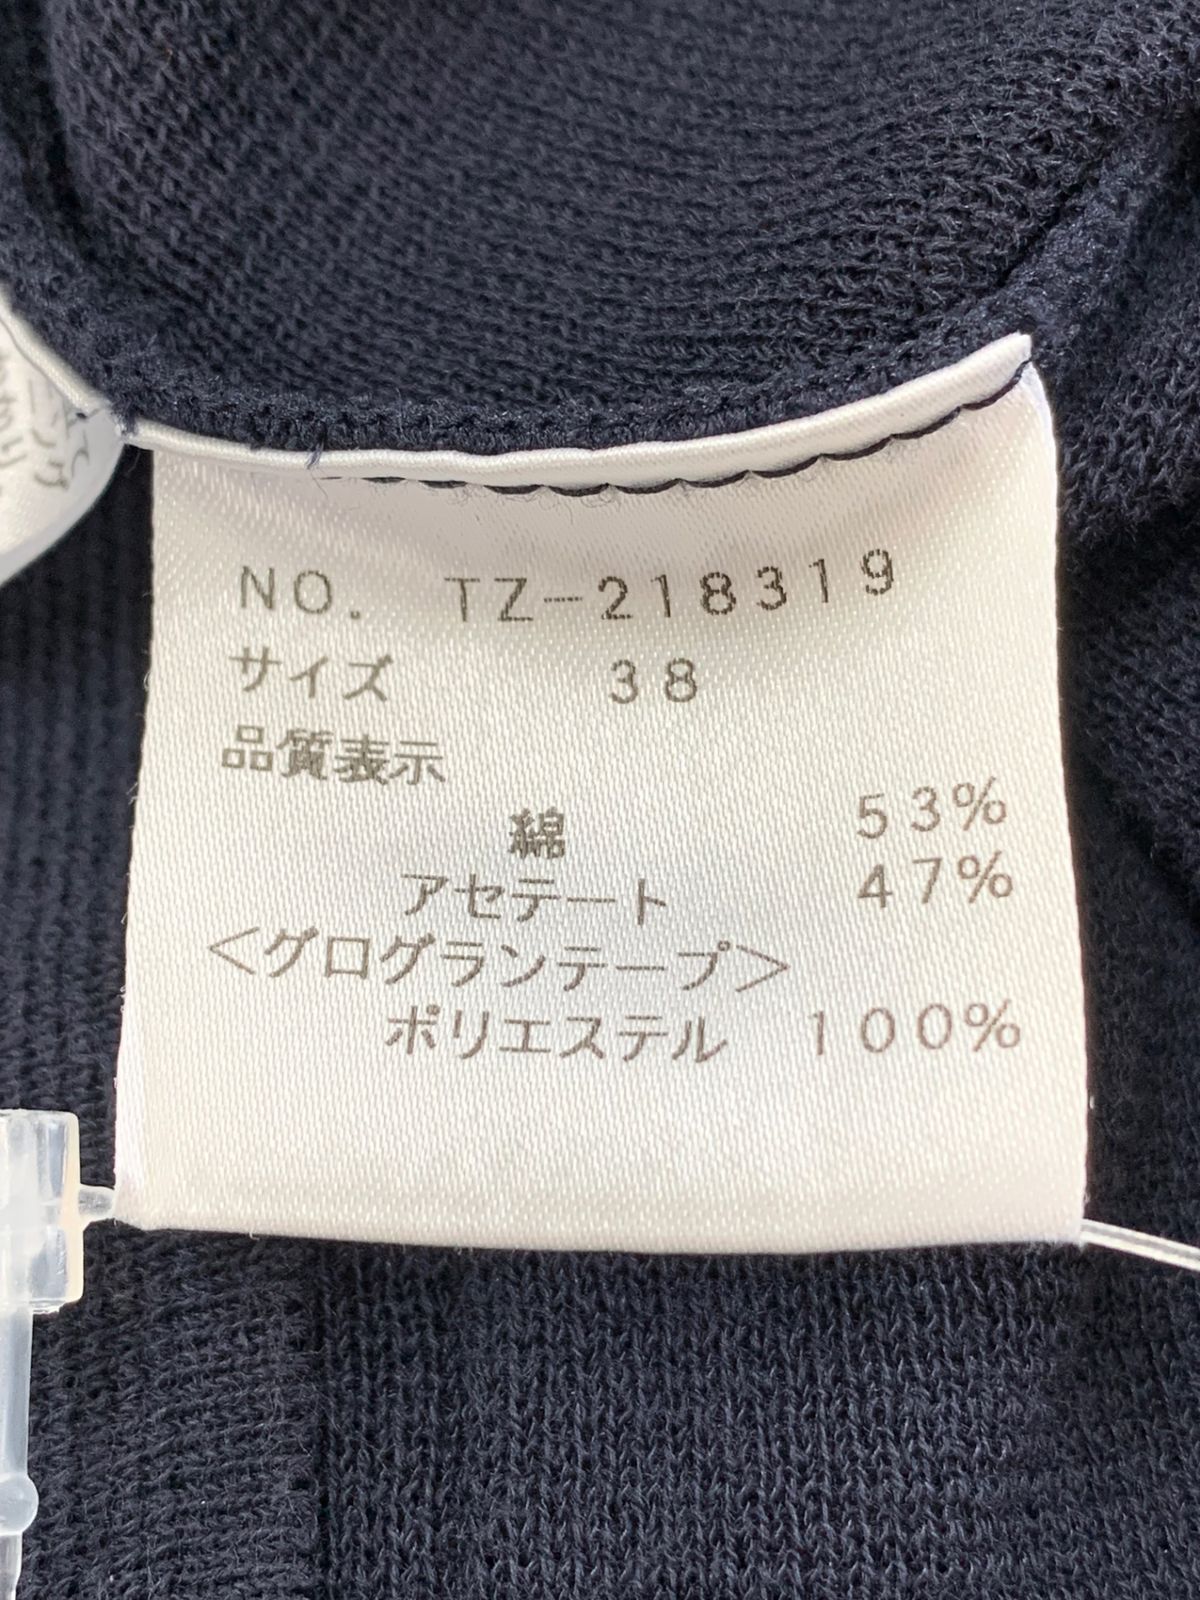 NO. TZ-218319
サイズ 38
品質表示
綿 53%
アセテート 47%
<グログランテープ>
ポリエステル 100%